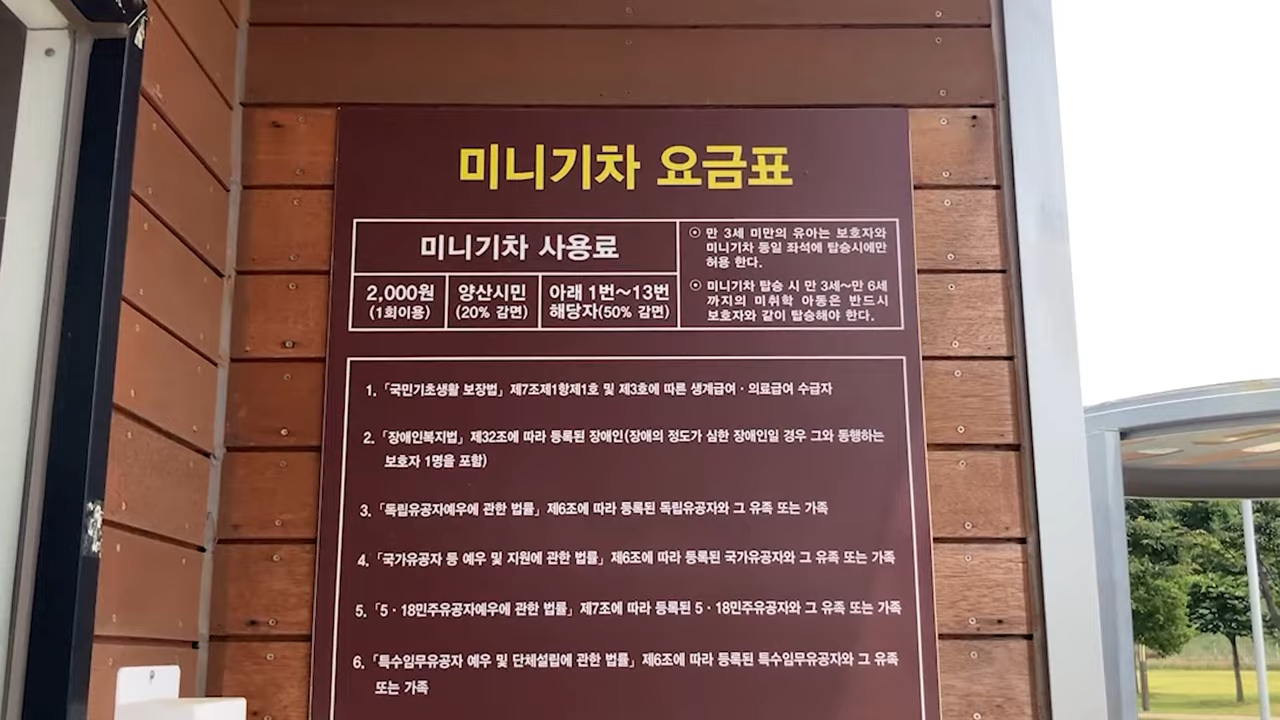 미니기차 요금표
미니기차 사용료
2,000원
(1회이용)
양산시민
(20% 감면)
아래 1번~13번
해당자(50% 감면)
⊙ 만 3세 미만의 유아는 보호자와
미니기차 동일 좌석에 탑승시에만
허용 한다.
⊙ 미니기차 탑승 시 만 3세~만 6세
까지의 미취학 아동은 반드시
보호자와 같이 탑승해야 한다.
1. 「국민기초생활 보장법」 제7조제1항제1호 및 제3호에 따른 생계급여 · 의료급여 수급자
2. 「장애인복지법」 제32조에 따라 등록된 장애인(장애의 정도가 심한 장애인일 경우 그와 동행하는
보호자 1명을 포함)
3. 「독립유공자예우에 관한 법률」 제6조에 따라 등록된 독립유공자와 그 유족 또는 가족
4. 「국가유공자 등 예우 및 지원에 관한 법률」 제6조에 따라 등록된 국가유공자와 그 유족 또는 가족
5. 「5 · 18민주유공자예우에 관한 법률」 제7조에 따라 등록된 5 · 18민주유공자와 그 유족 또는 가족
6. 「특수임무유공자 예우 및 단체설립에 관한 법률」 제6조에 따라 등록된 특수임무유공자와 그 유족
또는 가족